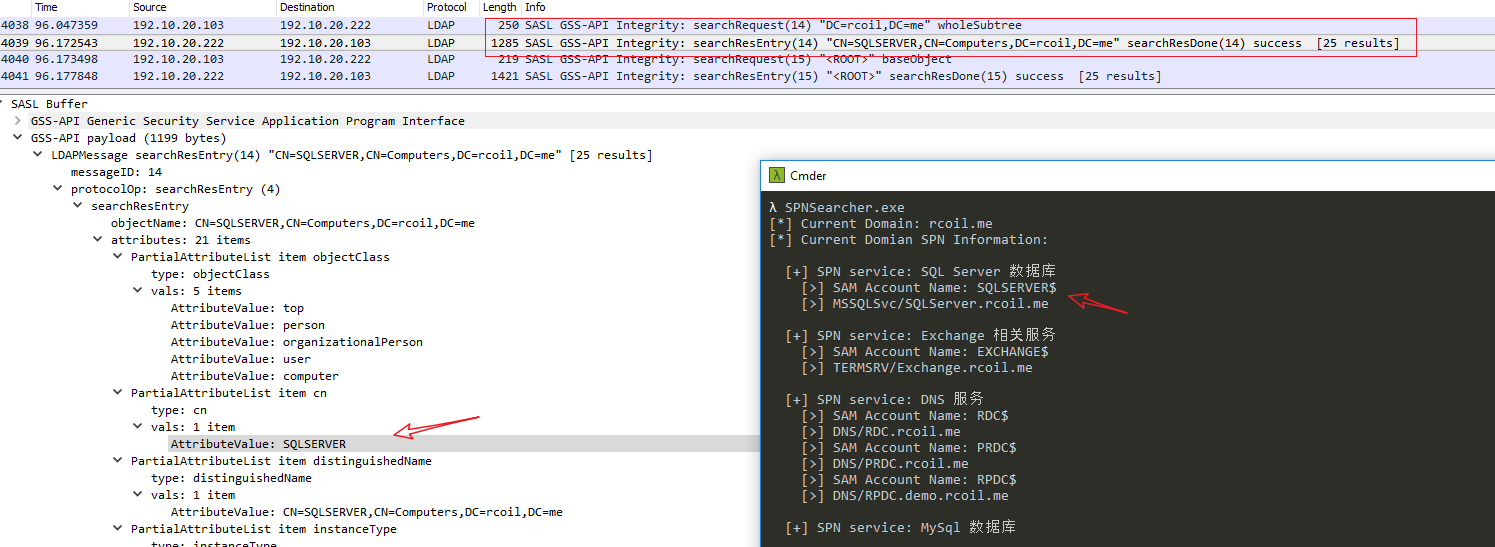 Time Source Destination Protocol Length Info
4038 96.047359 192.10.20.103 192.10.20.222 LDAP 250 SASL GSS-API Integrity: searchRequest(14) "DC=rcoil,DC=me" wholeSubtree
4039 96.172543 192.10.20.222 192.10.20.103 LDAP 1285 SASL GSS-API Integrity: searchResEntry(14) "CN=SQLSERVER,CN=Computers,DC=rcoil,DC=me" searchResDone(14) success [25 results]
4040 96.173498 192.10.20.103 192.10.20.222 LDAP 219 SASL GSS-API Integrity: searchRequest(15) "<ROOT>" baseObject
4041 96.177848 192.10.20.222 192.10.20.103 LDAP 1421 SASL GSS-API Integrity: searchResEntry(15) "<ROOT>" searchResDone(15) success [25 results]
SASL Buffer
GSS-API Generic Security Service Application Program Interface
GSS-API payload (1199 bytes)
LDAPMessage searchResEntry(14) "CN=SQLSERVER,CN=Computers,DC=rcoil,DC=me" [25 results]
messageID: 14
protocolOp: searchResEntry (4)
searchResEntry
objectName: CN=SQLSERVER,CN=Computers,DC=rcoil,DC=me
attributes: 21 items
PartialAttributeList item objectClass
type: objectClass
vals: 5 items
AttributeValue: top
AttributeValue: person
AttributeValue: organizationalPerson
AttributeValue: user
AttributeValue: computer
PartialAttributeList item cn
type: cn
vals: 1 item
AttributeValue: SQLSERVER
PartialAttributeList item distinguishedName
type: distinguishedName
vals: 1 item
AttributeValue: CN=SQLSERVER,CN=Computers,DC=rcoil,DC=me
PartialAttributeList item instanceType
type: instanceType
Cmder
λ SPNSearcher.exe
[*] Current Domain: rcoil.me
[*] Current Domian SPN Information:
[+] SPN service: SQL Server 数据库
[>] SAM Account Name: SQLSERVER$
[>] MSSQLSvc/SQLServer.rcoil.me
[+] SPN service: Exchange 相关服务
[>] SAM Account Name: EXCHANGE$
[>] TERMSRV/Exchange.rcoil.me
[+] SPN service: DNS 服务
[>] SAM Account Name: RDC$
[>] DNS/RDC.rcoil.me
[>] SAM Account Name: PRDC$
[>] DNS/PRDC.rcoil.me
[>] SAM Account Name: RPDC$
[>] DNS/RPDC.demo.rcoil.me
[+] SPN service: MySql 数据库